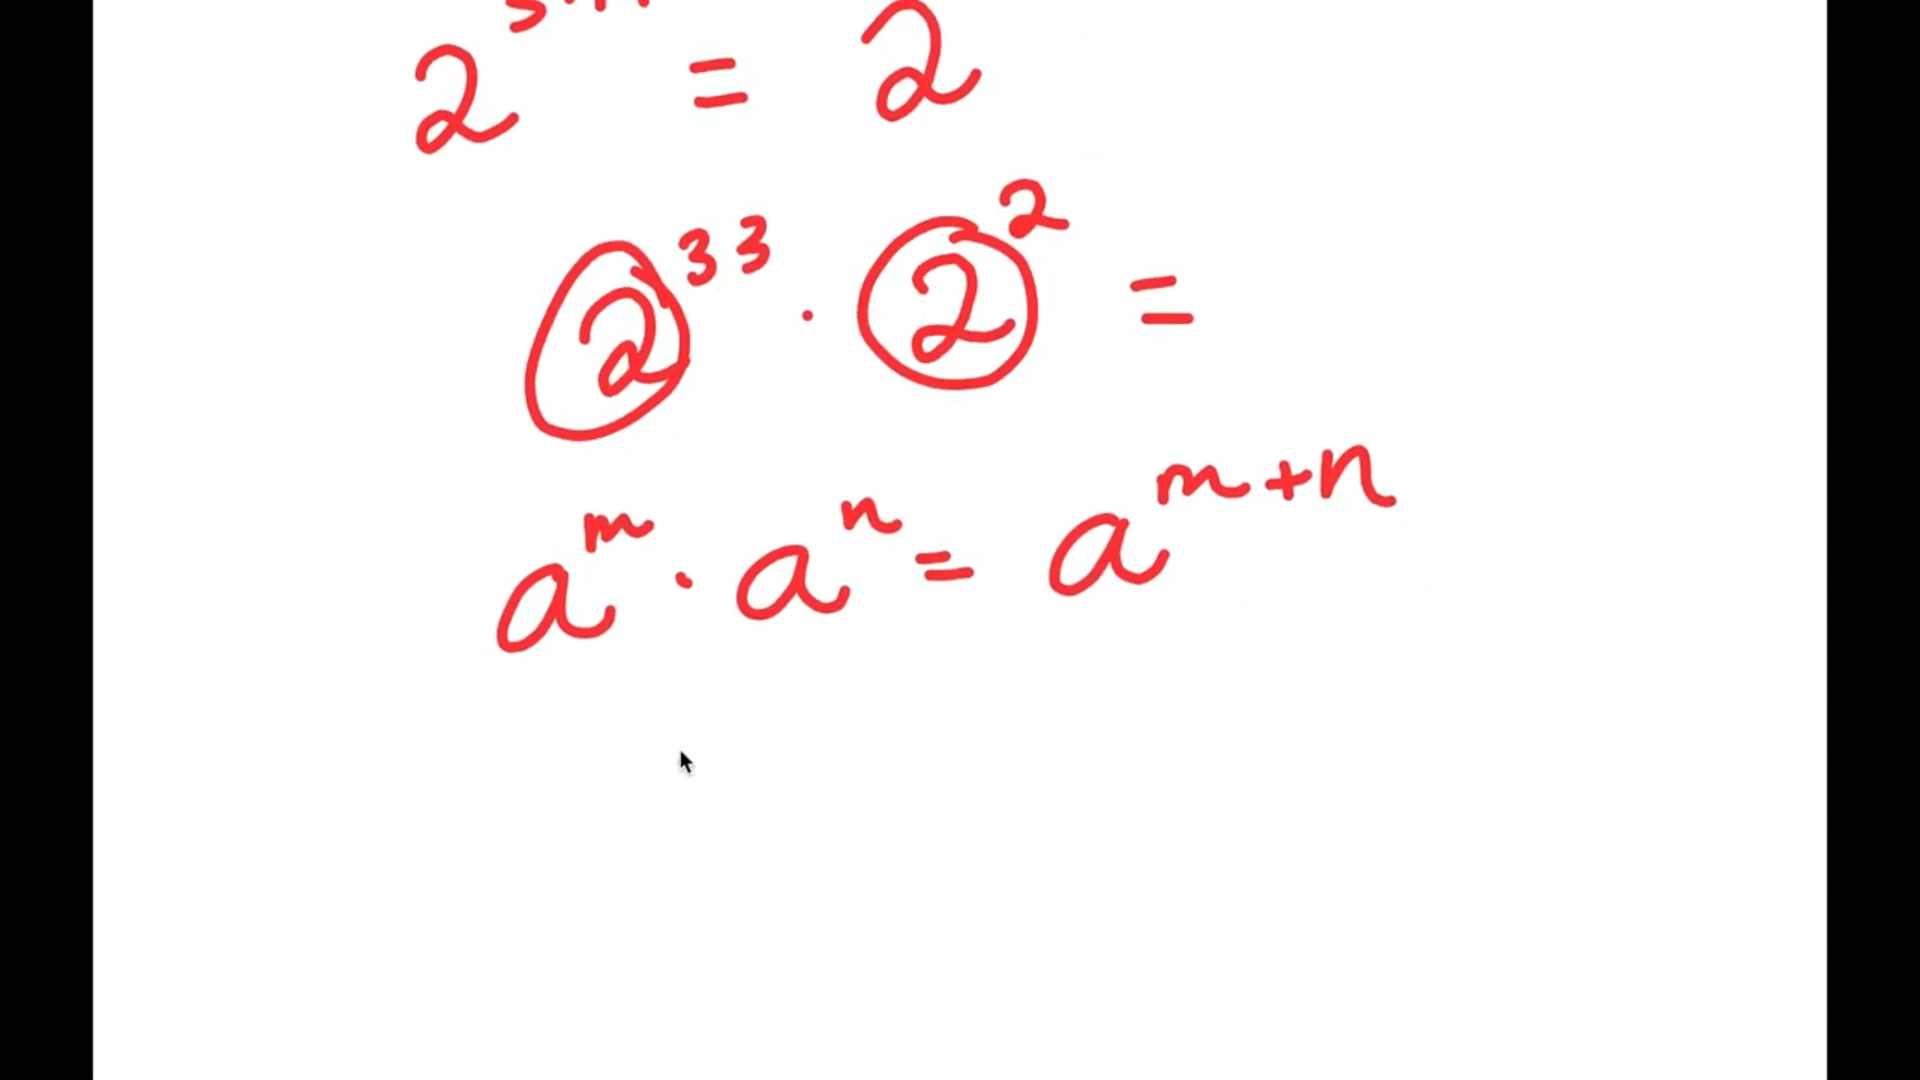 2 = 2
2³³ · 2² =
aᵐ · aⁿ = aᵐ⁺ⁿ